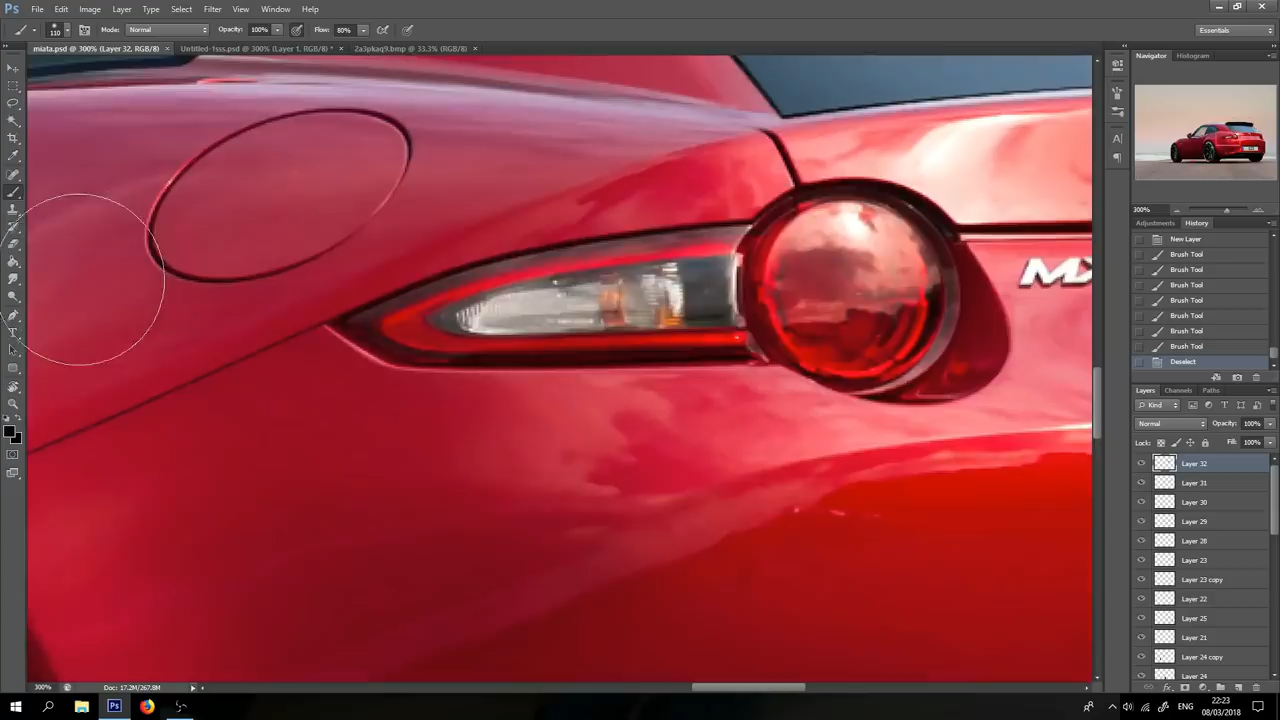 Ps File Edit Image Layer Type Select Filter View Window Help
110 Mode: Normal Opacity: 100% Flow: 80% Essentials
miata.psd @ 300% (Layer 32, RGB/8) × Untitled-1sss.psd @ 300% (Layer 1, RGB/8) * × 2a3pkaq9.bmp @ 33.3% (RGB/8) ×
Navigator Histogram
300%
Adjustments History
New Layer
Brush Tool
Brush Tool
Brush Tool
Brush Tool
Brush Tool
Brush Tool
Brush Tool
Deselect
Layers Channels Paths
Kind
Normal Opacity: 100%
Lock: Fill: 100%
Layer 32
Layer 31
Layer 30
Layer 29
Layer 28
Layer 23
Layer 23 copy
Layer 22
Layer 25
Layer 21
Layer 24 copy
Layer 24
MX
300% Doc: 17.2M/267.8M
ENG
22:23
08/03/2018